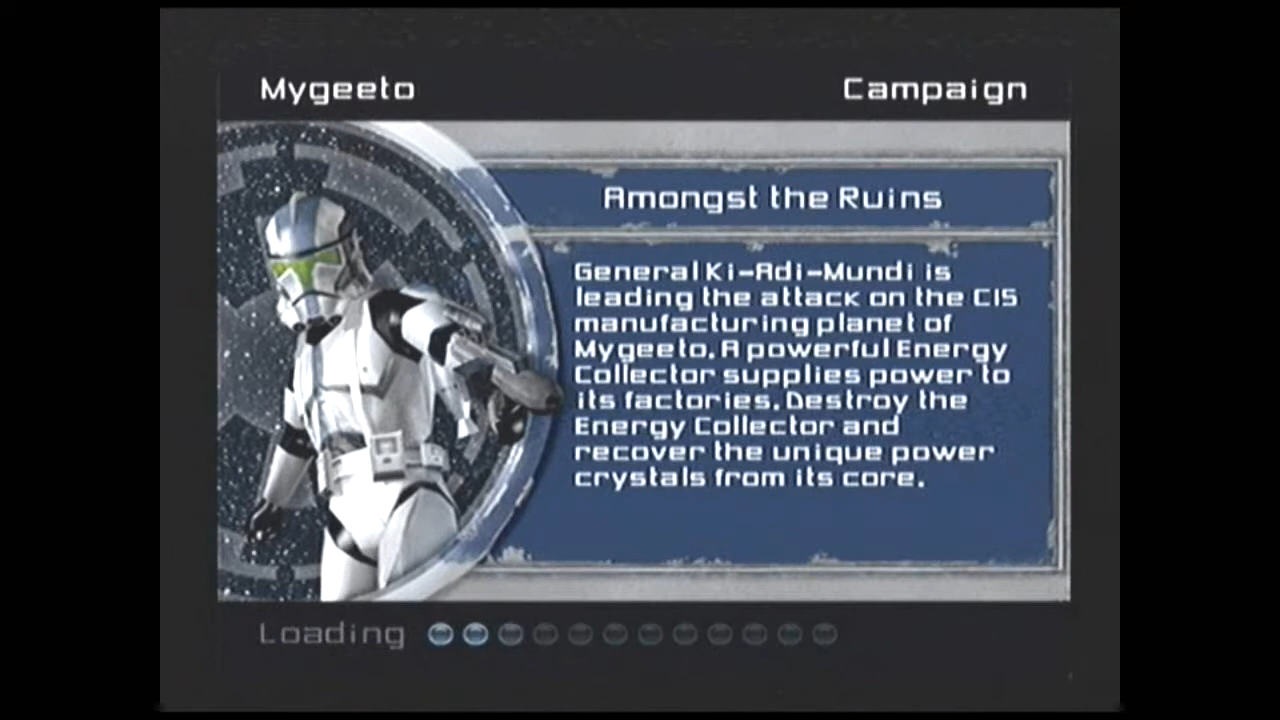 Mygeeto
Campaign
Amongst the Ruins
General Ki-Adi-Mundi is
leading the attack on the CIS
manufacturing planet of
Mygeeto. A powerful Energy
Collector supplies power to
its factories. Destroy the
Energy Collector and
recover the unique power
crystals from its core.
Loading